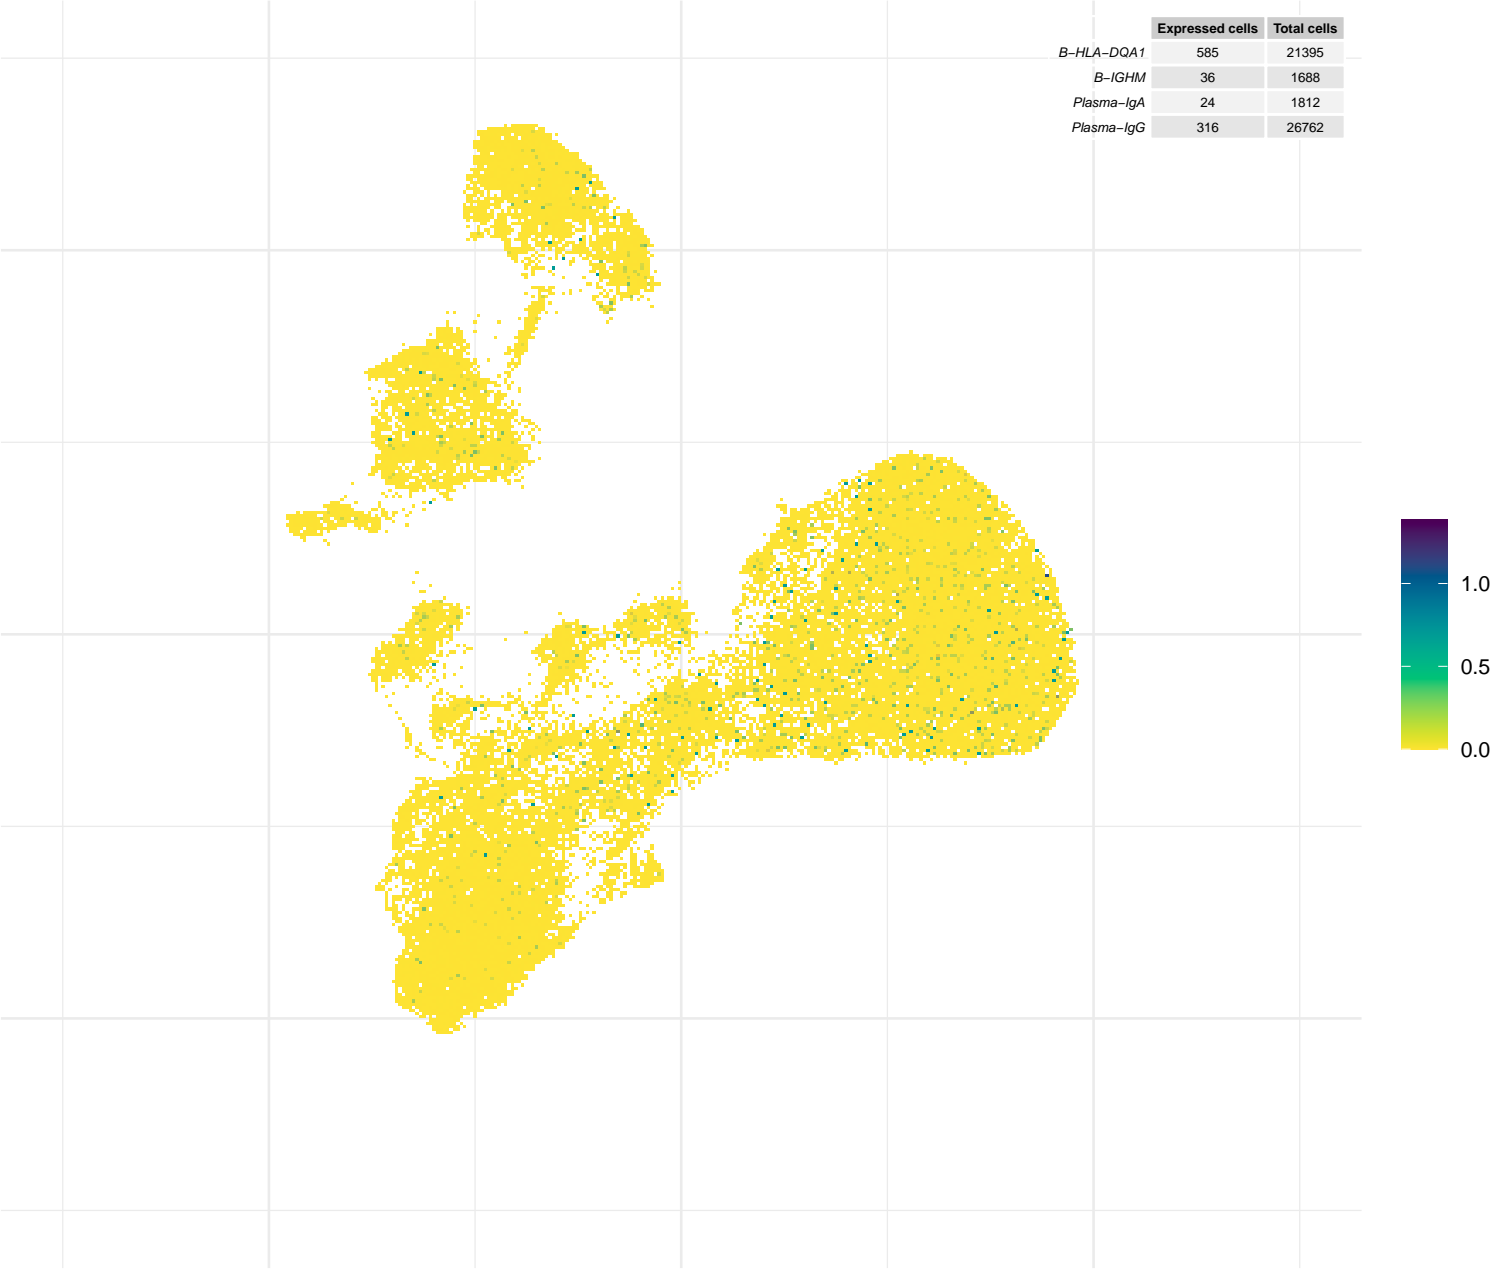 Expressed cells Total cells
B−HLA−DQA1 585 21395
B−IGHM 36 1688
Plasma−IgA 24 1812
Plasma−IgG 316 26762
1.0
0.5
0.0